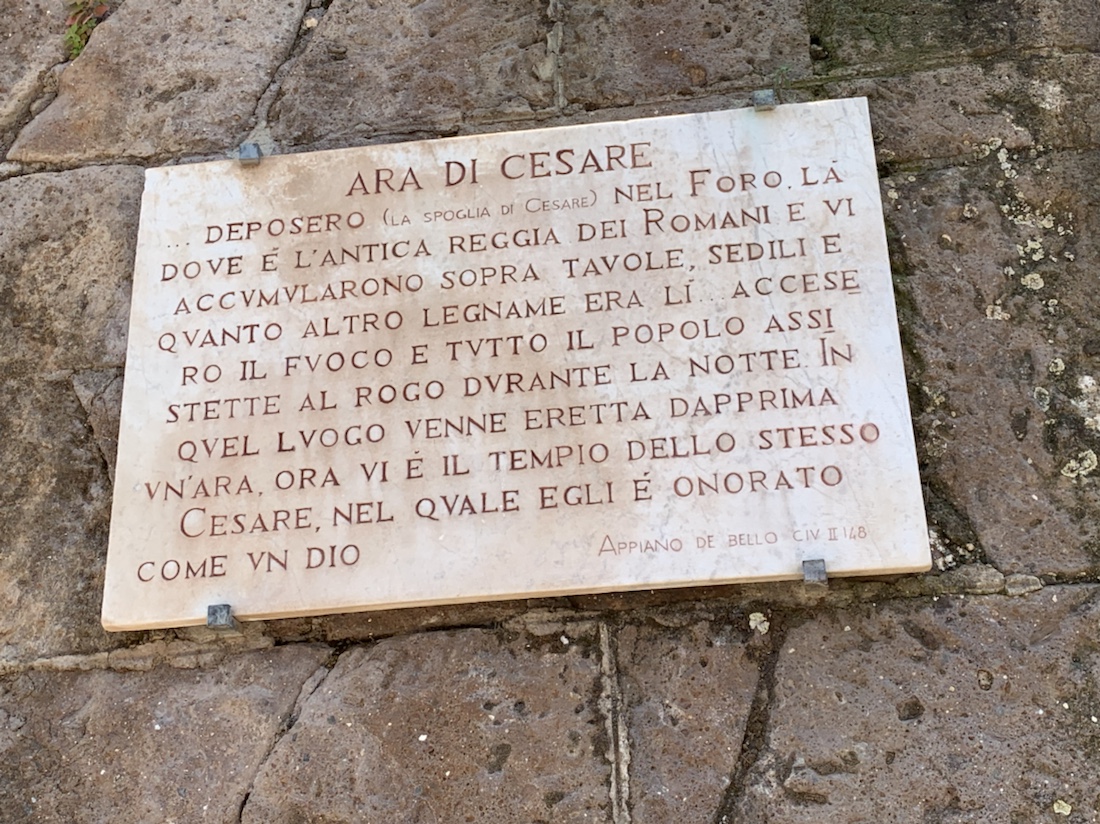 ARA DI CESARE
... DEPOSERO (LA SPOGLIA DI CESARE) NEL FORO. LÁ
DOVE É L'ANTICA REGGIA DEI ROMANI E VI
ACCVMVLARONO SOPRA TAVOLE, SEDILI E
QVANTO ALTRO LEGNAME ERA LÍ... ACCESE
RO IL FVOCO E TVTTO IL POPOLO ASSI
STETTE AL ROGO DVRANTE LA NOTTE. IN
QVEL LVOGO VENNE ERETTA DAPPRIMA
VN'ARA, ORA VI É IL TEMPIO DELLO STESSO
CESARE, NEL QVALE EGLI É ONORATO
COME VN DIO
APPIANO DE BELLO CIV II 148